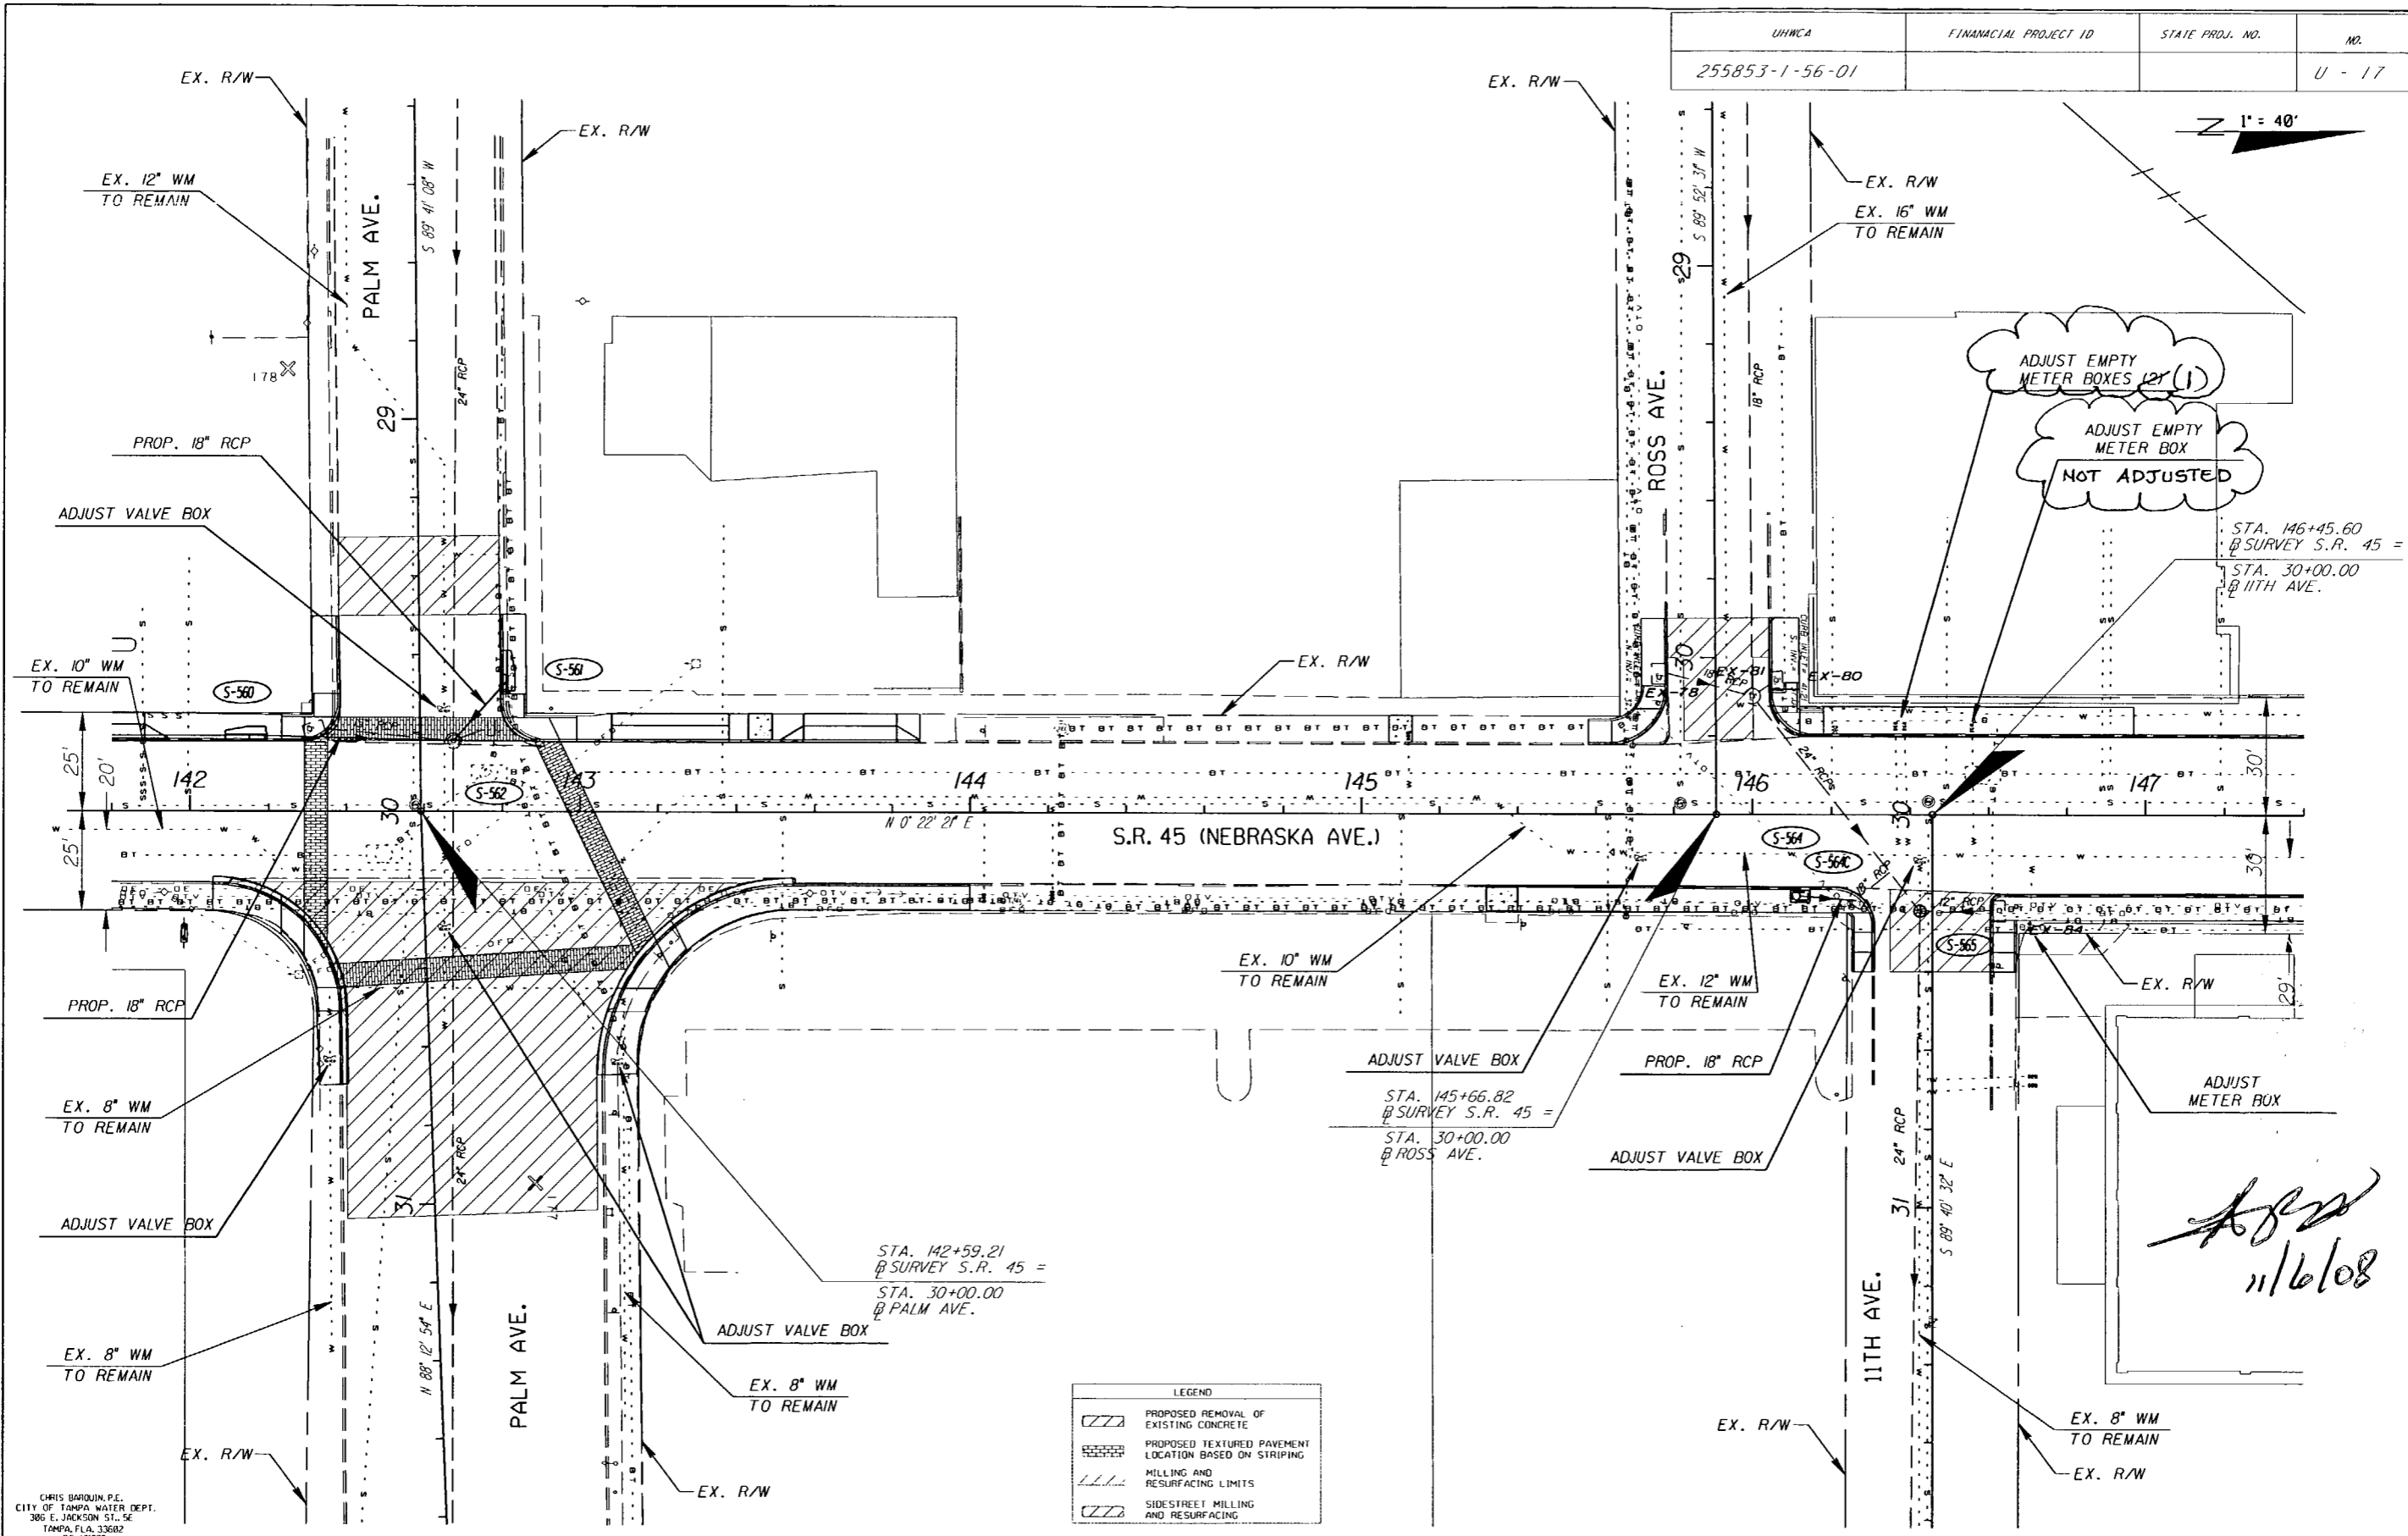 UHWCA
FINANACIAL PROJECT ID
STATE PROJ. NO.
NO.
255853-1-56-01
U - 17
1" = 40'
EX. R/W
EX. R/W
EX. R/W
EX. R/W
EX. 12" WM
TO REMAIN
PALM AVE.
S 89° 41' 08" W
24" RCP
29
178
EX. 16" WM
TO REMAIN
S 89° 52' 31" W
29
18" RCP
ROSS AVE.
ADJUST EMPTY
METER BOXES (2) (1)
ADJUST EMPTY
METER BOX
NOT ADJUSTED
STA. 146+45.60
SURVEY S.R. 45 =
STA. 30+00.00
11TH AVE.
PROP. 18" RCP
ADJUST VALVE BOX
EX. 10" WM
TO REMAIN
S-560
S-561
EX. R/W
30
EX-78
EX-81
EX-80
25'
20'
25'
142
143
144
145
146
147
30'
30'
S-562
30
30
N 0° 22' 21" E
S.R. 45 (NEBRASKA AVE.)
24" RCPS
S-564
S-564C
18" RCP
12" RCP
S-565
EX-84
29'
EX. R/W
PROP. 18" RCP
EX. 10" WM
TO REMAIN
EX. 12" WM
TO REMAIN
ADJUST VALVE BOX
PROP. 18" RCP
STA. 145+66.82
SURVEY S.R. 45 =
STA. 30+00.00
ROSS AVE.
ADJUST VALVE BOX
ADJUST
METER BOX
EX. 8" WM
TO REMAIN
24" RCP
31
ADJUST VALVE BOX
STA. 142+59.21
SURVEY S.R. 45 =
STA. 30+00.00
PALM AVE.
ADJUST VALVE BOX
24" RCP
31
S 89° 40' 32" E
11TH AVE.
11/6/08
EX. 8" WM
TO REMAIN
N 88° 12' 54" E
PALM AVE.
EX. 8" WM
TO REMAIN
EX. R/W
EX. R/W
EX. R/W
EX. 8" WM
TO REMAIN
EX. R/W
LEGEND
PROPOSED REMOVAL OF
EXISTING CONCRETE
PROPOSED TEXTURED PAVEMENT
LOCATION BASED ON STRIPING
MILLING AND
RESURFACING LIMITS
SIDESTREET MILLING
AND RESURFACING
CHRIS BARQUIN, P.E.
CITY OF TAMPA WATER DEPT.
306 E. JACKSON ST., 5E
TAMPA, FLA. 33602